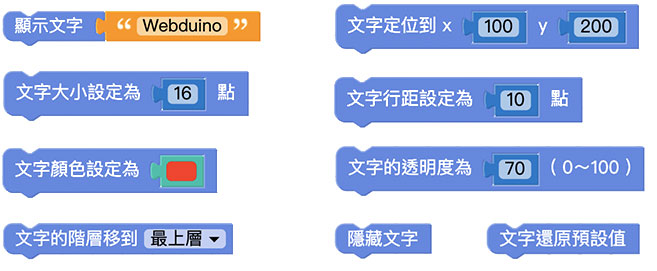 顯示文字 “ Webduino ”
文字定位到 x 100 y 200
文字大小設定為 16 點
文字行距設定為 10 點
文字顏色設定為
文字的透明度為 70 ( 0～100 )
文字的階層移到 最上層
隱藏文字
文字還原預設值